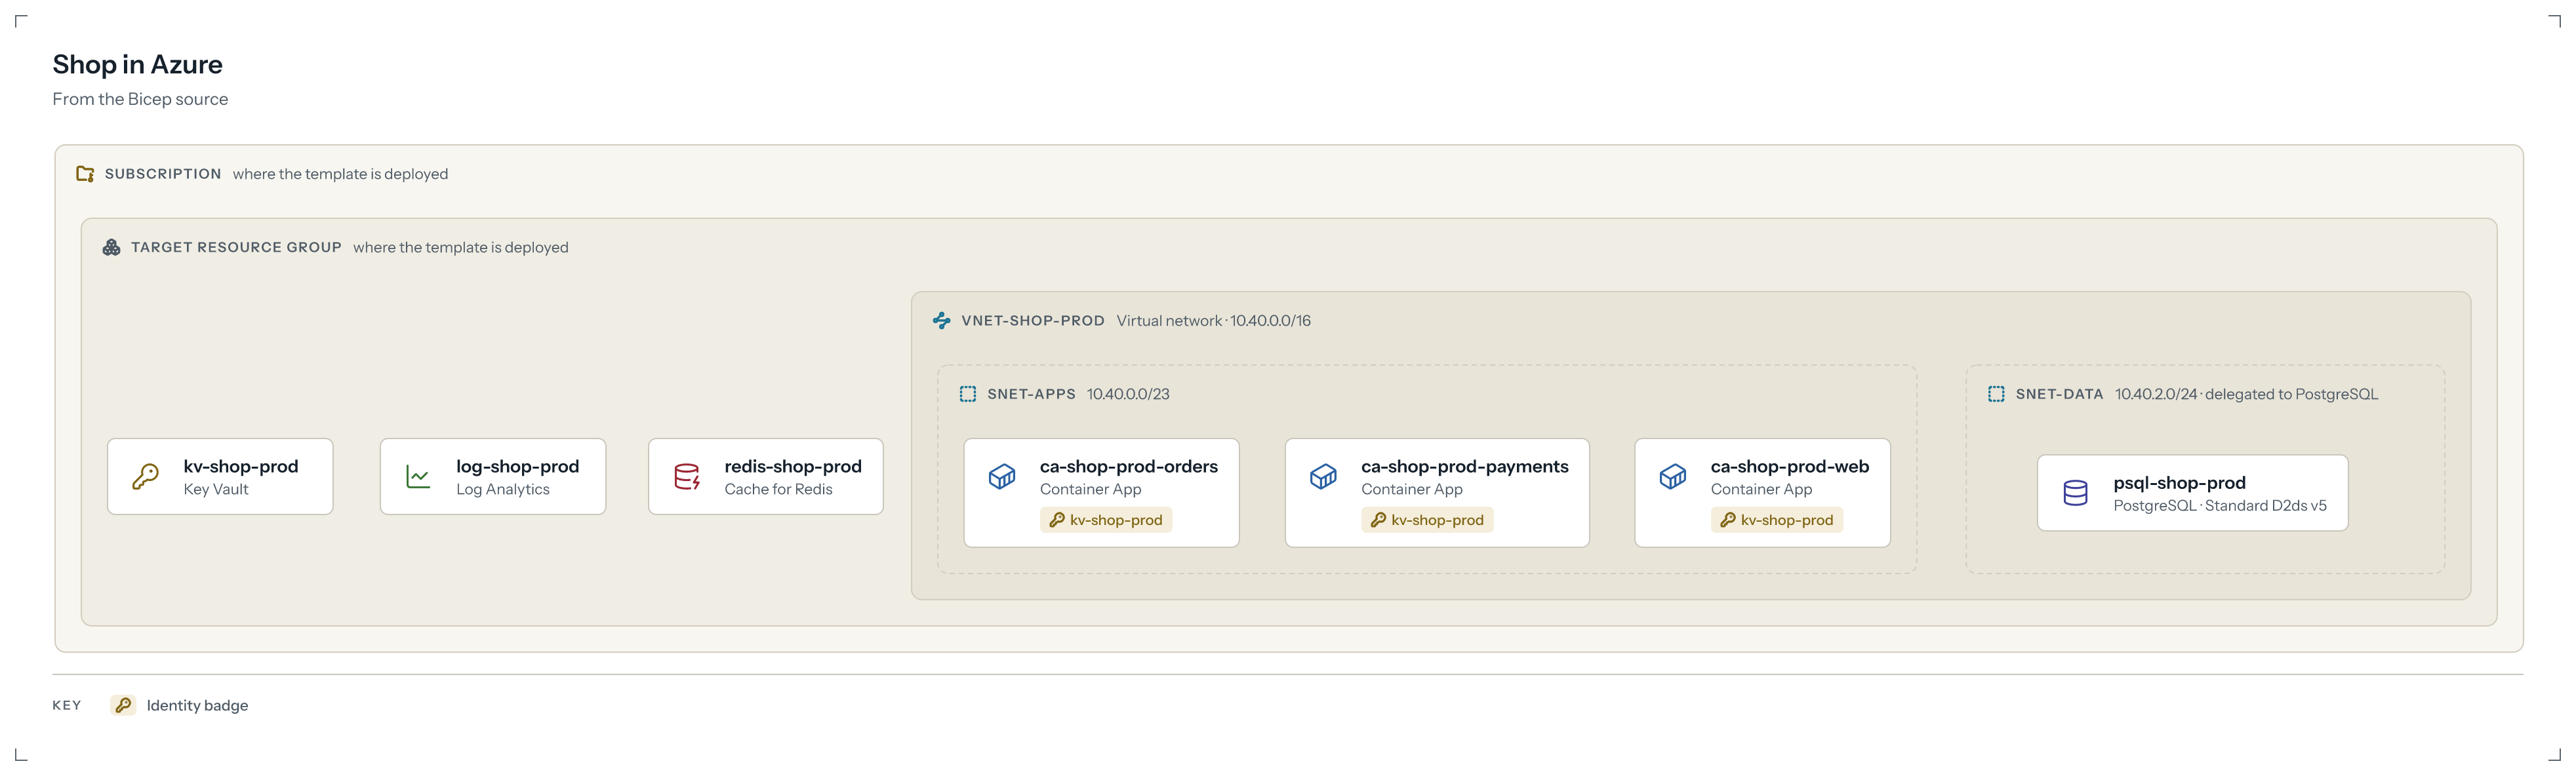 Shop in Azure
From the Bicep source
SUBSCRIPTION where the template is deployed
TARGET RESOURCE GROUP where the template is deployed
VNET-SHOP-PROD Virtual network · 10.40.0.0/16
SNET-APPS 10.40.0.0/23
SNET-DATA 10.40.2.0/24 · delegated to PostgreSQL
kv-shop-prod
Key Vault
log-shop-prod
Log Analytics
redis-shop-prod
Cache for Redis
ca-shop-prod-orders
Container App
kv-shop-prod
ca-shop-prod-payments
Container App
kv-shop-prod
ca-shop-prod-web
Container App
kv-shop-prod
psql-shop-prod
PostgreSQL · Standard D2ds v5
KEY Identity badge